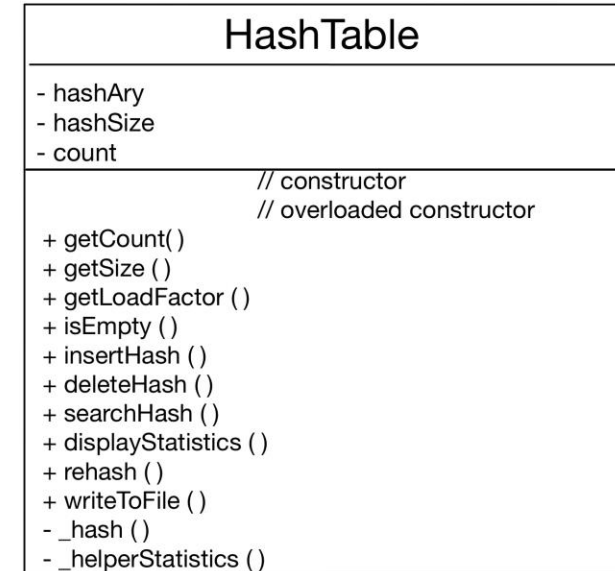 HashTable
- hashAry
- hashSize
- count
// constructor
// overloaded constructor
+ getCount( )
+ getSize ( )
+ getLoadFactor ( )
+ isEmpty ( )
+ insertHash ( )
+ deleteHash ( )
+ searchHash ( )
+ displayStatistics ( )
+ rehash ( )
+ writeToFile ( )
- _hash ( )
- _helperStatistics ( )